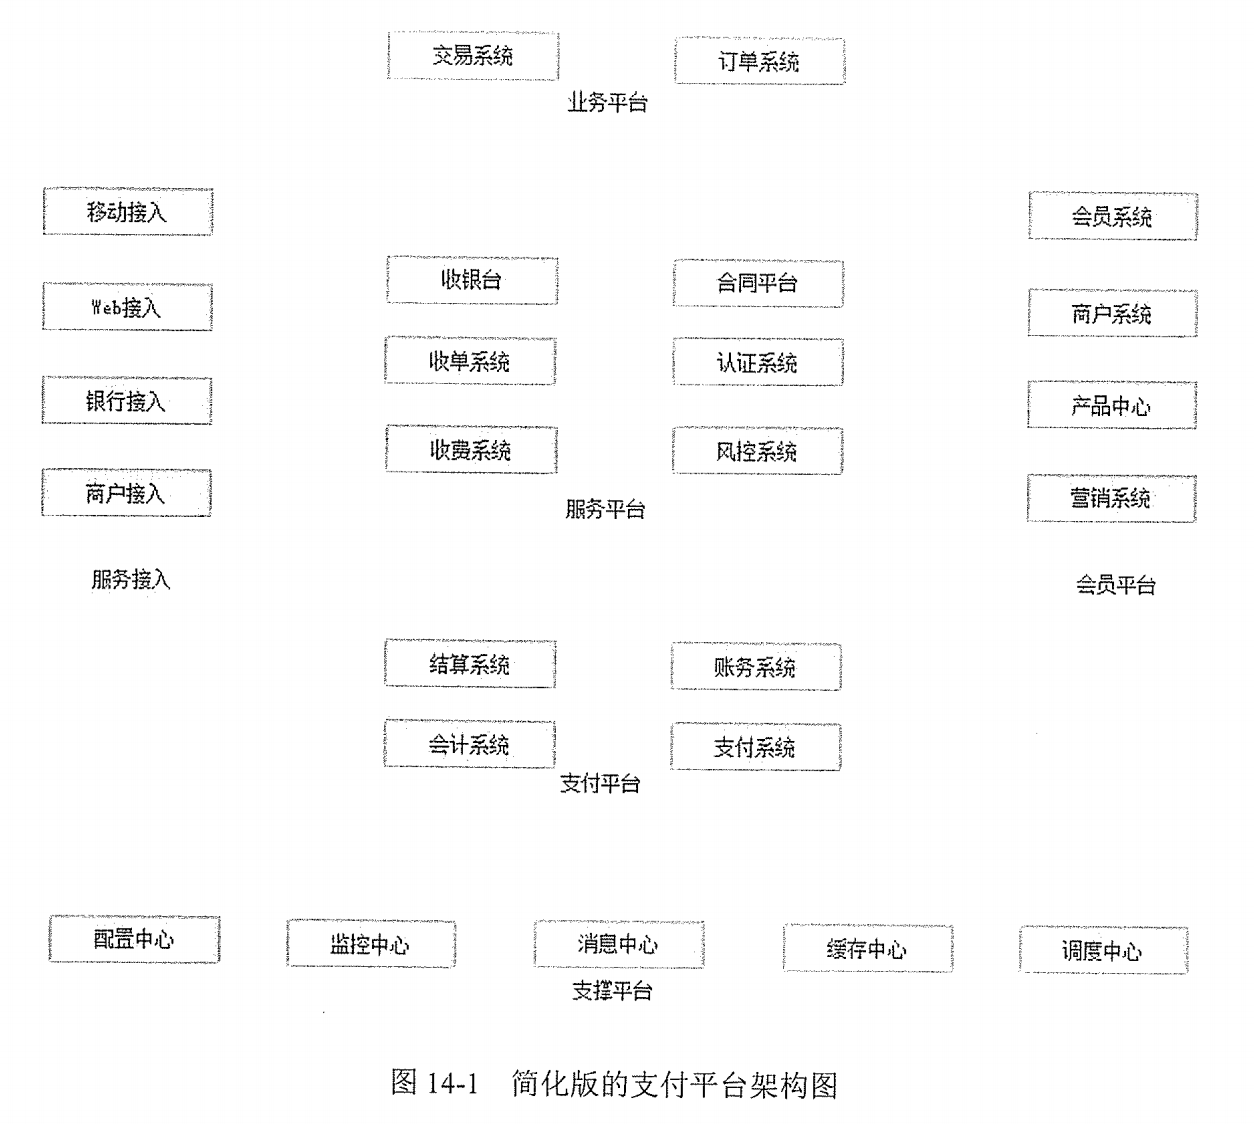 交易系统
订单系统
业务平台
移动接入
Web接入
银行接入
商户接入
服务接入
收银台
合同平台
收单系统
认证系统
收费系统
风控系统
服务平台
会员系统
商户系统
产品中心
营销系统
会员平台
结算系统
账务系统
会计系统
支付系统
支付平台
配置中心
监控中心
消息中心
缓存中心
调度中心
支撑平台
图 14-1 简化版的支付平台架构图